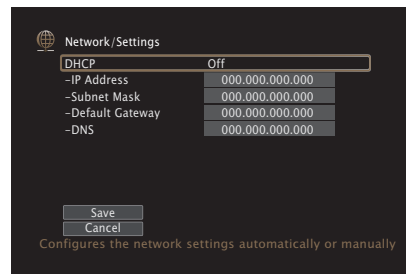 Network/Settings
DHCP Off
–IP Address 000.000.000.000
–Subnet Mask 000.000.000.000
–Default Gateway 000.000.000.000
–DNS 000.000.000.000
Save
Cancel
Configures the network settings automatically or manually